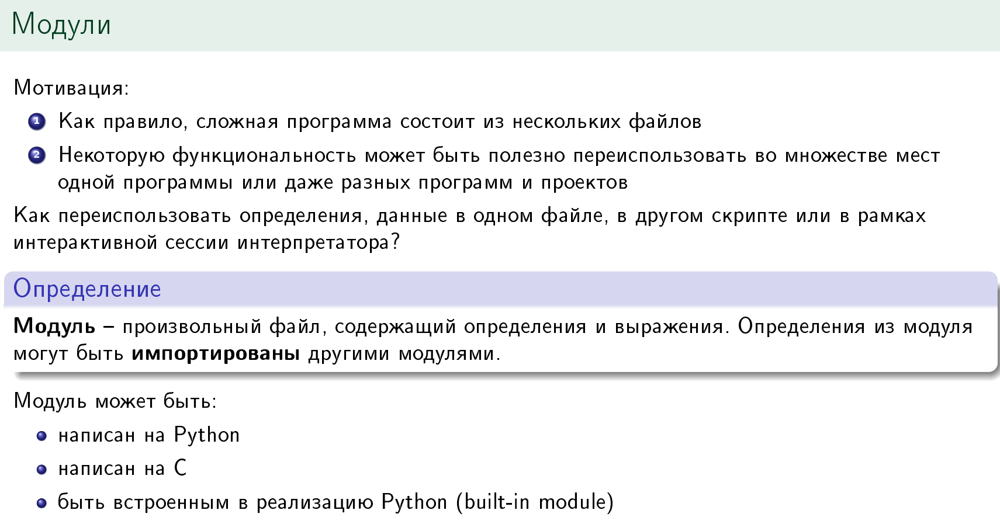 Модули
Мотивация:
1 Как правило, сложная программа состоит из нескольких файлов
2 Некоторую функциональность может быть полезно переиспользовать во множестве мест
одной программы или даже разных программ и проектов
Как переиспользовать определения, данные в одном файле, в другом скрипте или в рамках
интерактивной сессии интерпретатора?
Определение
Модуль – произвольный файл, содержащий определения и выражения. Определения из модуля
могут быть импортированы другими модулями.
Модуль может быть:
написан на Python
написан на C
быть встроенным в реализацию Python (built-in module)